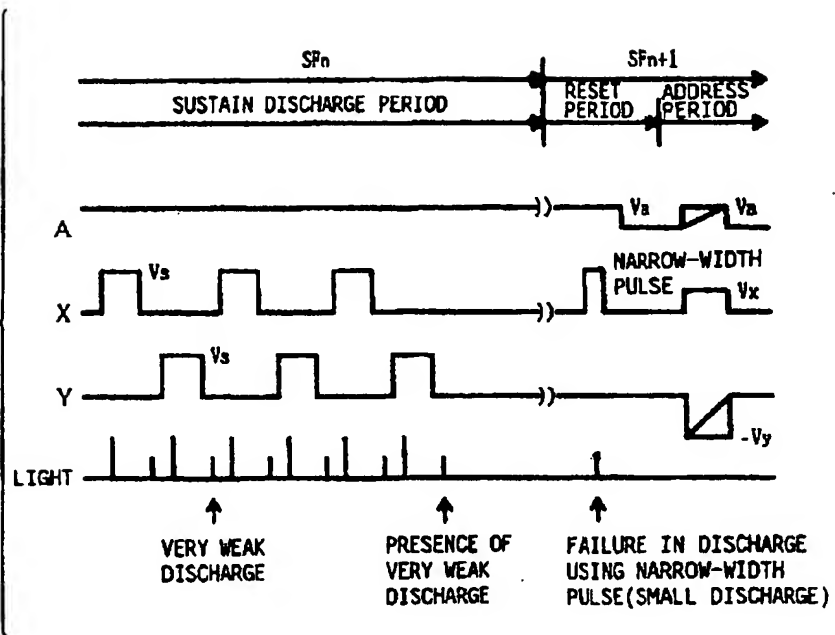 SFn
SFn+1
SUSTAIN DISCHARGE PERIOD
RESET PERIOD
ADDRESS PERIOD
A
Va
Va
X
Vs
NARROW-WIDTH
PULSE
Vx
Y
Vs
-Vy
LIGHT
VERY WEAK
DISCHARGE
PRESENCE OF
VERY WEAK
DISCHARGE
FAILURE IN DISCHARGE
USING NARROW-WIDTH
PULSE(SMALL DISCHARGE)